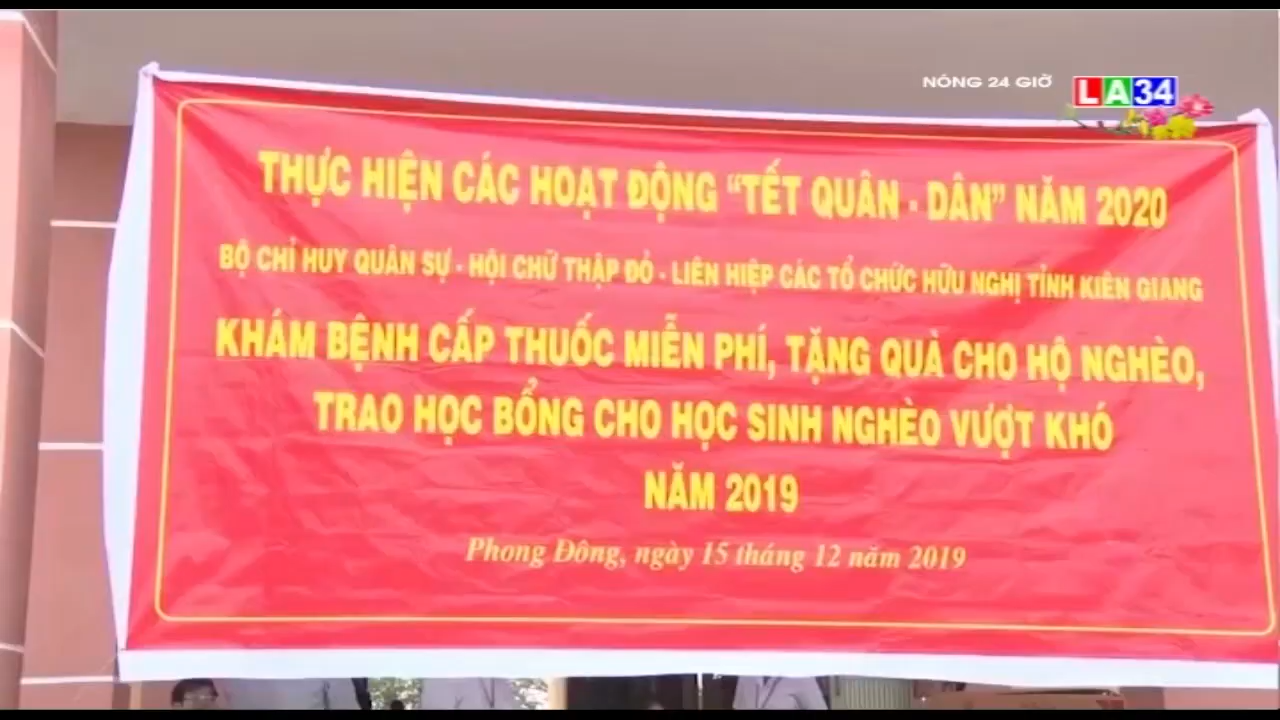 NÓNG 24 GIỜ LA34
THỰC HIỆN CÁC HOẠT ĐỘNG “TẾT QUÂN - DÂN” NĂM 2020
BỘ CHỈ HUY QUÂN SỰ - HỘI CHỮ THẬP ĐỎ - LIÊN HIỆP CÁC TỔ CHỨC HỮU NGHỊ TỈNH KIÊN GIANG
KHÁM BỆNH CẤP THUỐC MIỄN PHÍ, TẶNG QUÀ CHO HỘ NGHÈO,
TRAO HỌC BỔNG CHO HỌC SINH NGHÈO VƯỢT KHÓ
NĂM 2019
Phong Đông, ngày 15 tháng 12 năm 2019